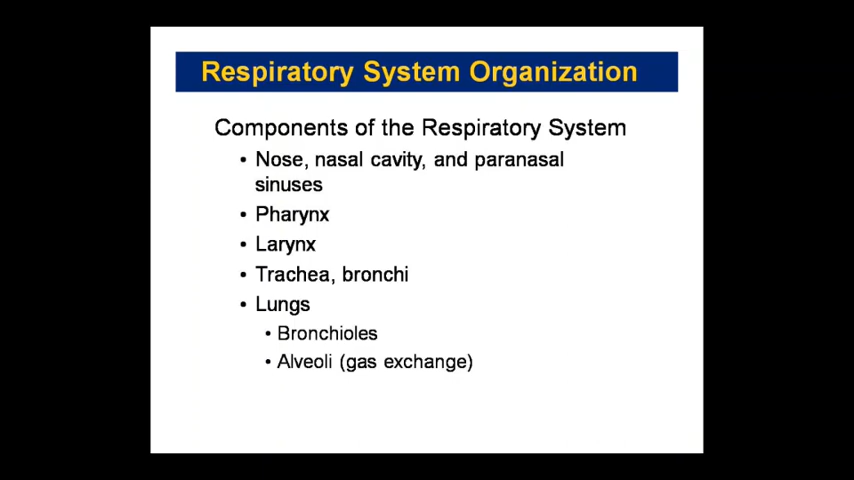 Respiratory System Organization
Components of the Respiratory System
• Nose, nasal cavity, and paranasal
sinuses
• Pharynx
• Larynx
• Trachea, bronchi
• Lungs
• Bronchioles
• Alveoli (gas exchange)